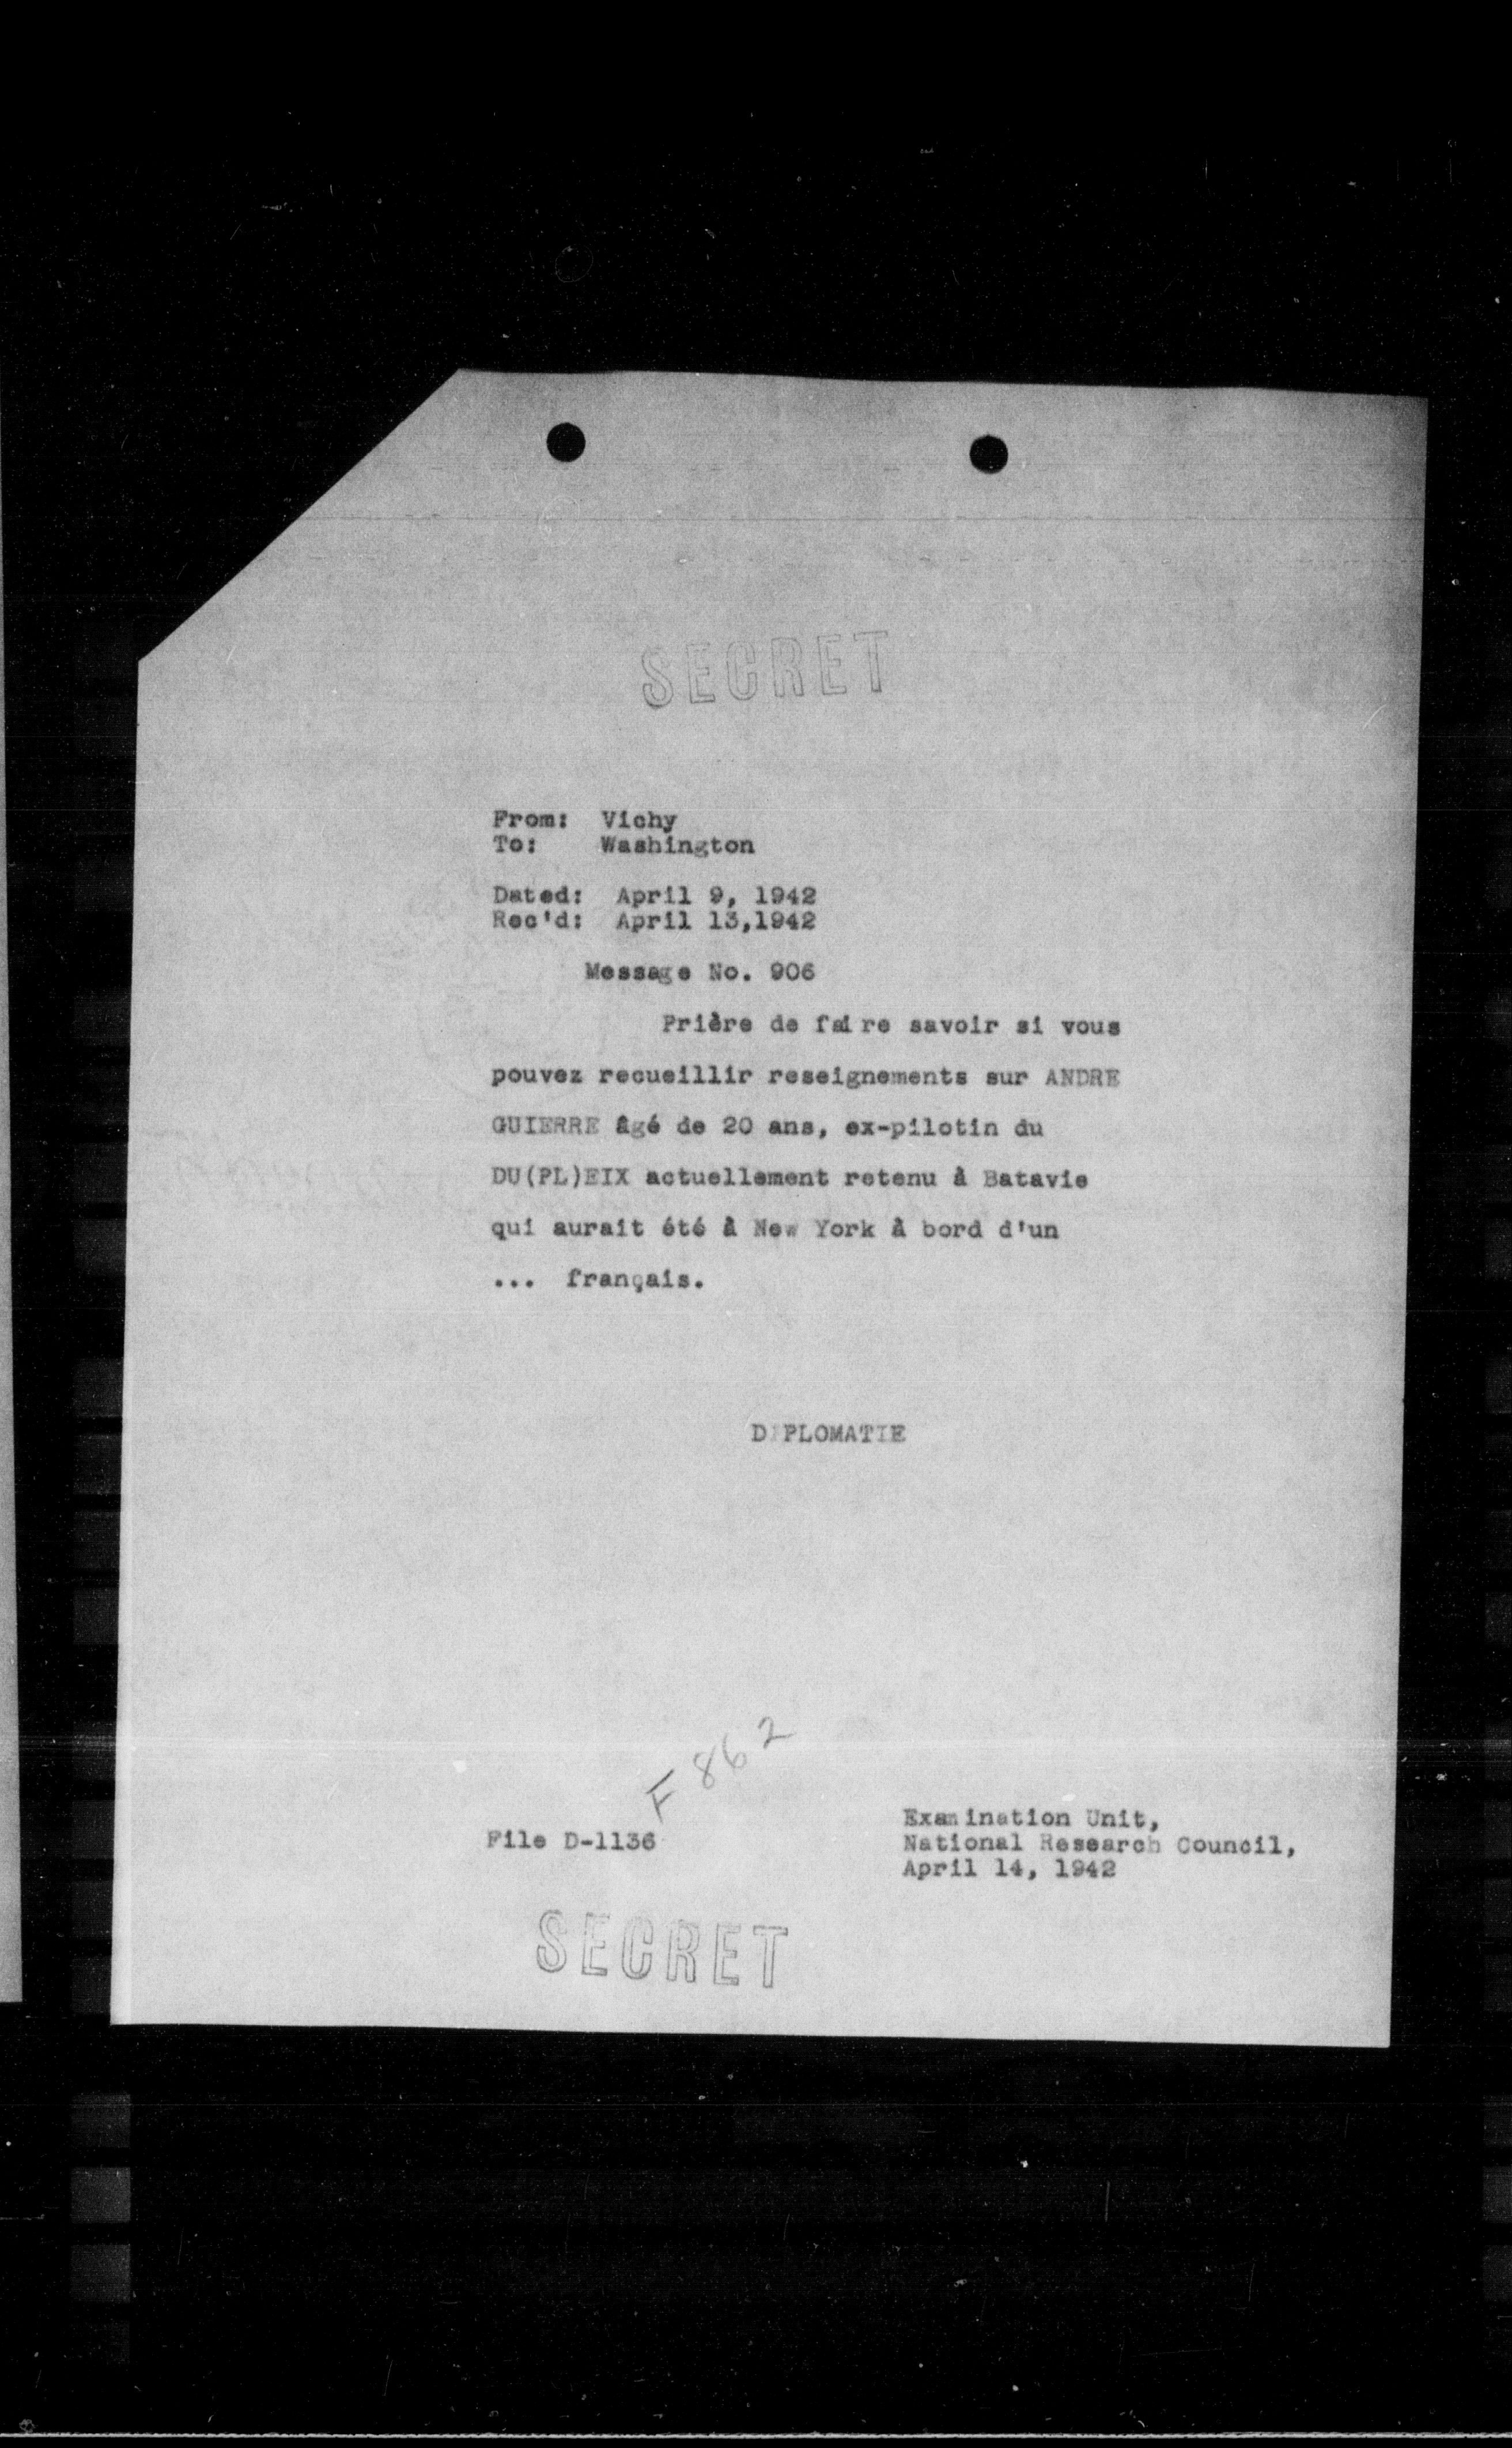 SECRET
From: Vichy
To: Washington
Dated: April 9, 1942
Rec'd: April 13,1942
Message No. 906
Prière de faire savoir si vous
pouvez recueillir reseignements sur ANDRE
GUIERRE âgé de 20 ans, ex-pilotin du
DU(PL)EIX actuellement retenu à Batavie
qui aurait été à New York à bord d'un
... français.
DIPLOMATIE
F 862
File D-1136
Examination Unit,
National Research Council,
April 14, 1942
SECRET